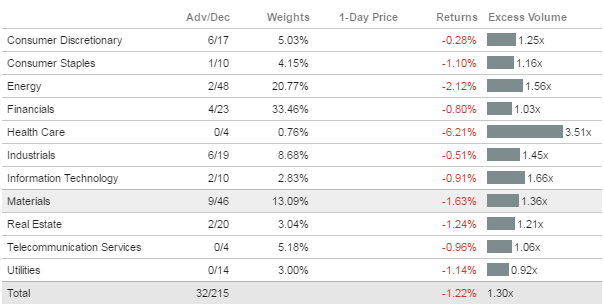 Adv/Dec Weights 1-Day Price Returns Excess Volume
Consumer Discretionary 6/17 5.03% -0.28% 1.25x
Consumer Staples 1/10 4.15% -1.10% 1.16x
Energy 2/48 20.77% -2.12% 1.56x
Financials 4/23 33.46% -0.80% 1.03x
Health Care 0/4 0.76% -6.21% 3.51x
Industrials 6/19 8.68% -0.51% 1.45x
Information Technology 2/10 2.83% -0.91% 1.66x
Materials 9/46 13.09% -1.63% 1.36x
Real Estate 2/20 3.04% -1.24% 1.21x
Telecommunication Services 0/4 5.18% -0.96% 1.06x
Utilities 0/14 3.00% -1.14% 0.92x
Total 32/215 -1.22% 1.30x